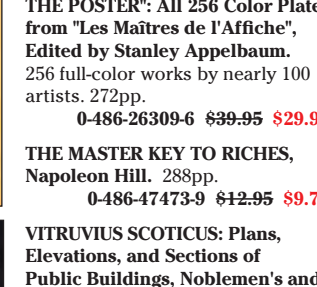 THE POSTER": All 256 Color Plate
from "Les Maîtres de l'Affiche",
Edited by Stanley Appelbaum.
256 full-color works by nearly 100
artists. 272pp.
0-486-26309-6 $39.95 $29.9
THE MASTER KEY TO RICHES,
Napoleon Hill. 288pp.
0-486-47473-9 $12.95 $9.7
VITRUVIUS SCOTICUS: Plans,
Elevations, and Sections of
Public Buildings, Noblemen's and